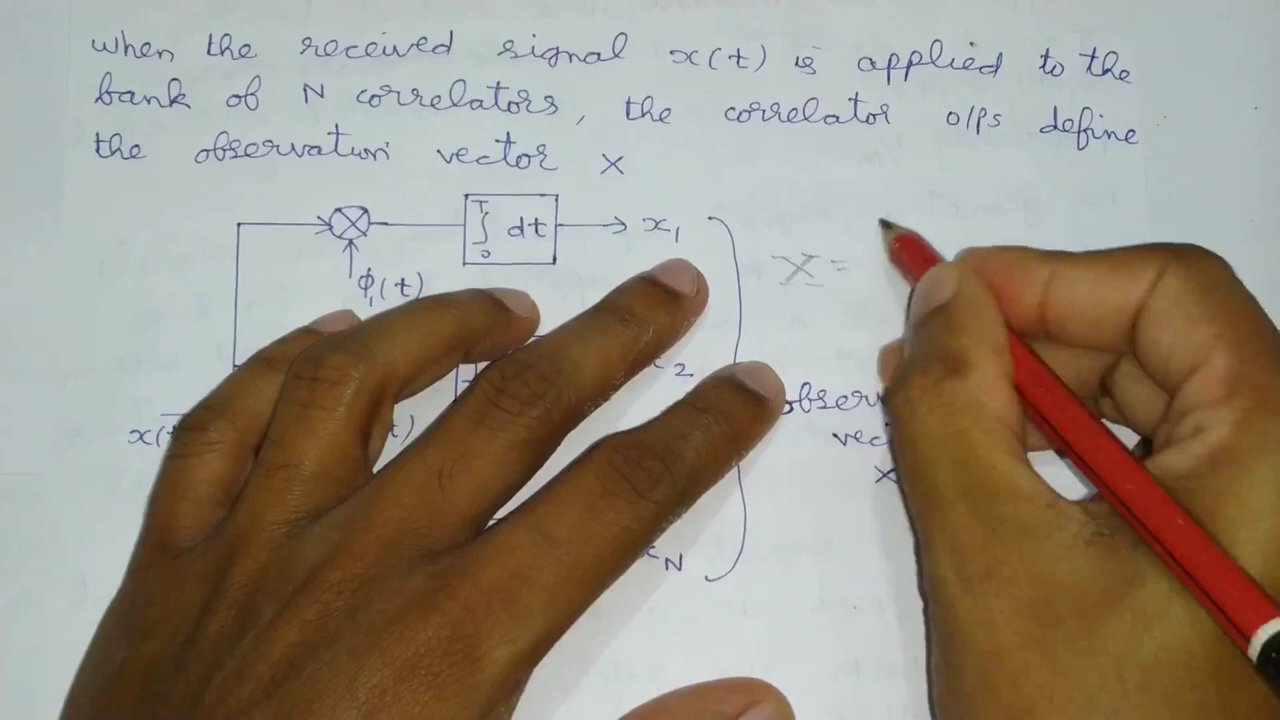 when the received signal x(t) is applied to the
bank of N correlators, the correlator o/ps define
the observation vector X
T
∫ dt
0
x₁
X =
ϕ₁(t)
x(
t)
X
N